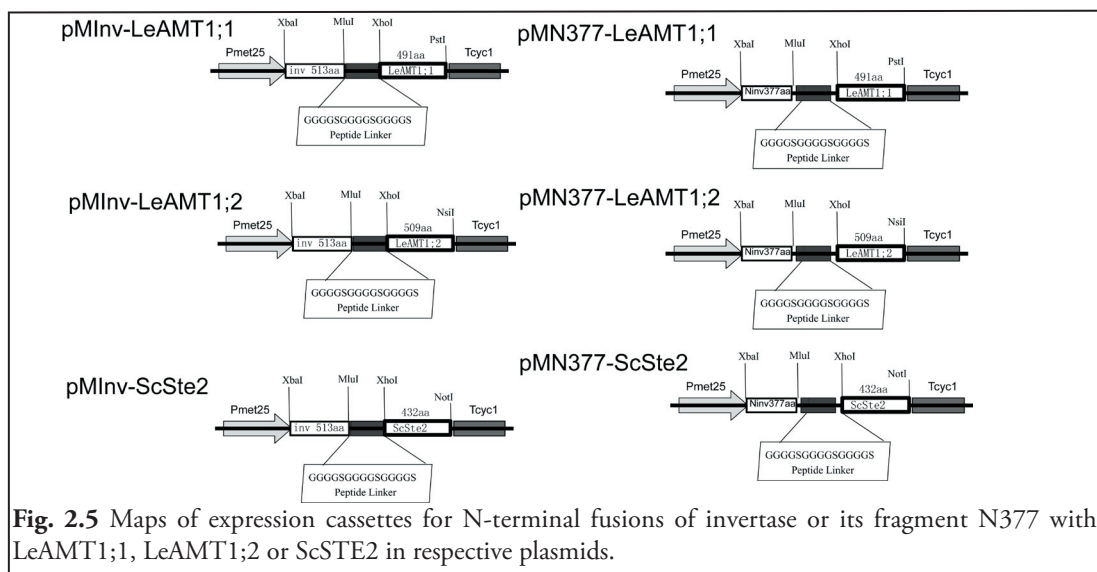 pMInv-LeAMT1;1
XbaI MluI XhoI PstI
491aa
Pmet25 Tcyc1
inv 513aa LeAMT1;1
GGGGSGGGGSGGGGS
Peptide Linker
pMN377-LeAMT1;1
XbaI MluI XhoI PstI
491aa
Pmet25 Tcyc1
Ninv377aa LeAMT1;1
GGGGSGGGGSGGGGS
Peptide Linker
pMInv-LeAMT1;2
XbaI MluI XhoI NsiI
509aa
Pmet25 Tcyc1
inv 513aa LeAMT1;2
GGGGSGGGGSGGGGS
Peptide Linker
pMN377-LeAMT1;2
XbaI MluI XhoI NsiI
509aa
Pmet25 Tcyc1
Ninv377aa LeAMT1;2
GGGGSGGGGSGGGGS
Peptide Linker
pMInv-ScSte2
XbaI MluI XhoI NotI
432aa
Pmet25 Tcyc1
inv 513aa ScSte2
GGGGSGGGGSGGGGS
Peptide Linker
pMN377-ScSte2
XbaI MluI XhoI NotI
432aa
Pmet25 Tcyc1
Ninv377aa ScSte2
GGGGSGGGGSGGGGS
Peptide Linker
Fig. 2.5 Maps of expression cassettes for N-terminal fusions of invertase or its fragment N377 with
LeAMT1;1, LeAMT1;2 or ScSTE2 in respective plasmids.